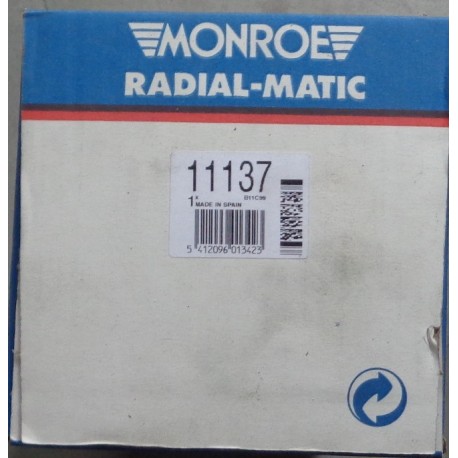 MONROE
RADIAL-MATIC
11137
1* MADE IN SPAIN
5 412096 013423